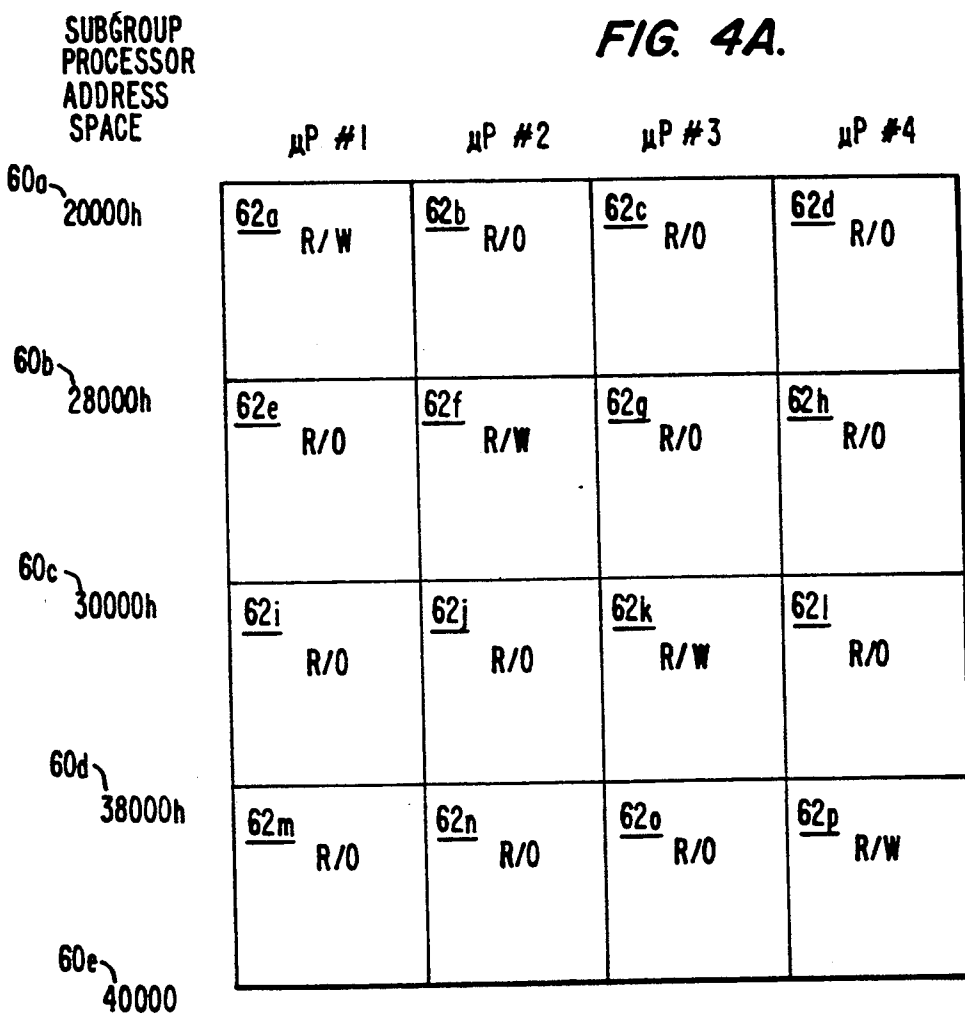 SUBGROUP
PROCESSOR
ADDRESS
SPACE
FIG. 4A.
μP #1 μP #2 μP #3 μP #4
60a
20000h
62a 62b 62c 62d
R/W R/O R/O R/O
60b
28000h
62e 62f 62g 62h
R/O R/W R/O R/O
60c
30000h
62i 62j 62k 62l
R/O R/O R/W R/O
60d
38000h
62m 62n 62o 62p
R/O R/O R/O R/W
60e
40000